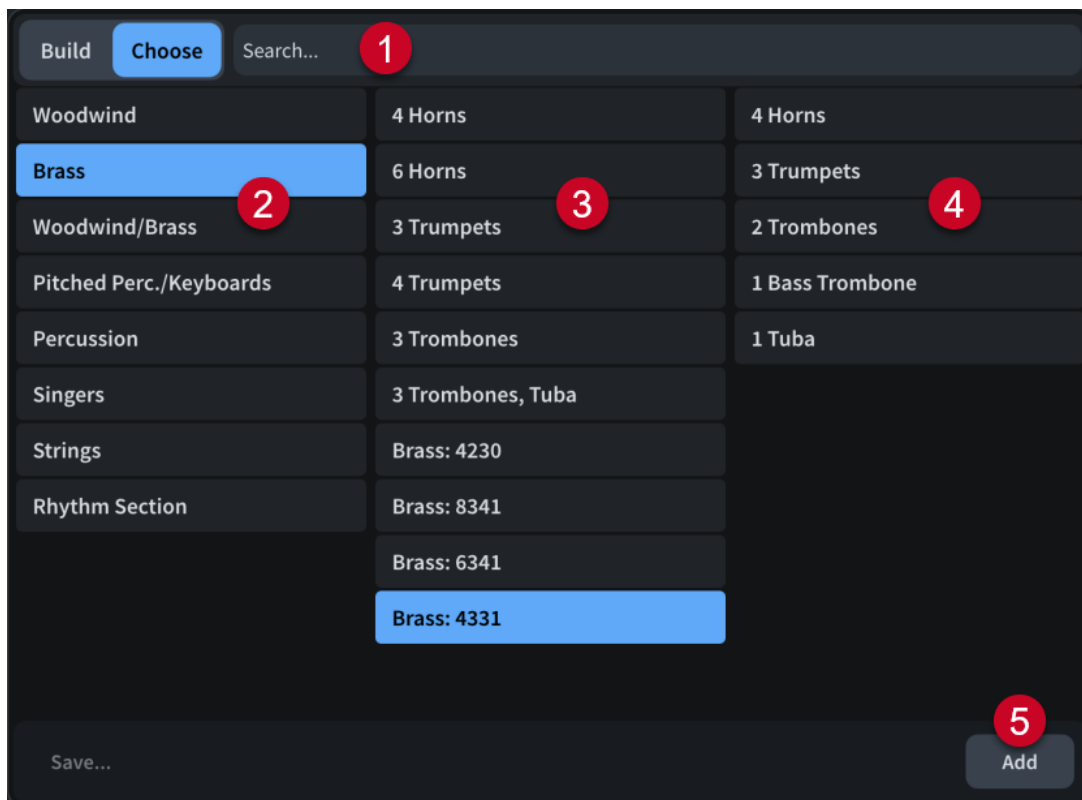 Build Choose Search... 1
Woodwind 4 Horns 4 Horns
Brass 6 Horns 3 Trumpets
2 3 4
Woodwind/Brass 3 Trumpets 2 Trombones
Pitched Perc./Keyboards 4 Trumpets 1 Bass Trombone
Percussion 3 Trombones 1 Tuba
Singers 3 Trombones, Tuba
Strings Brass: 4230
Rhythm Section Brass: 8341
Brass: 6341
Brass: 4331
5
Save... Add